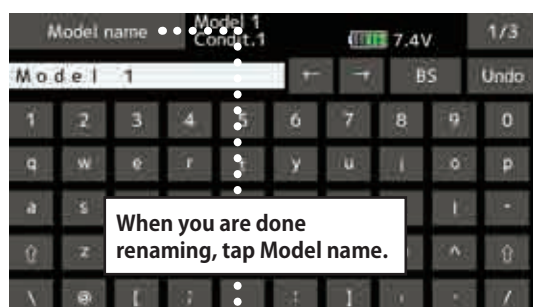 Model name
Model 1
Condit.1
7.4V
1/3
Model 1
← → BS Undo
1 2 3 4 5 6 7 8 9 0
q w e r t y u i o p
a s l -
When you are done
renaming, tap Model name.
⇧ z ^ ⇧
\ @ [ ; : ] . /